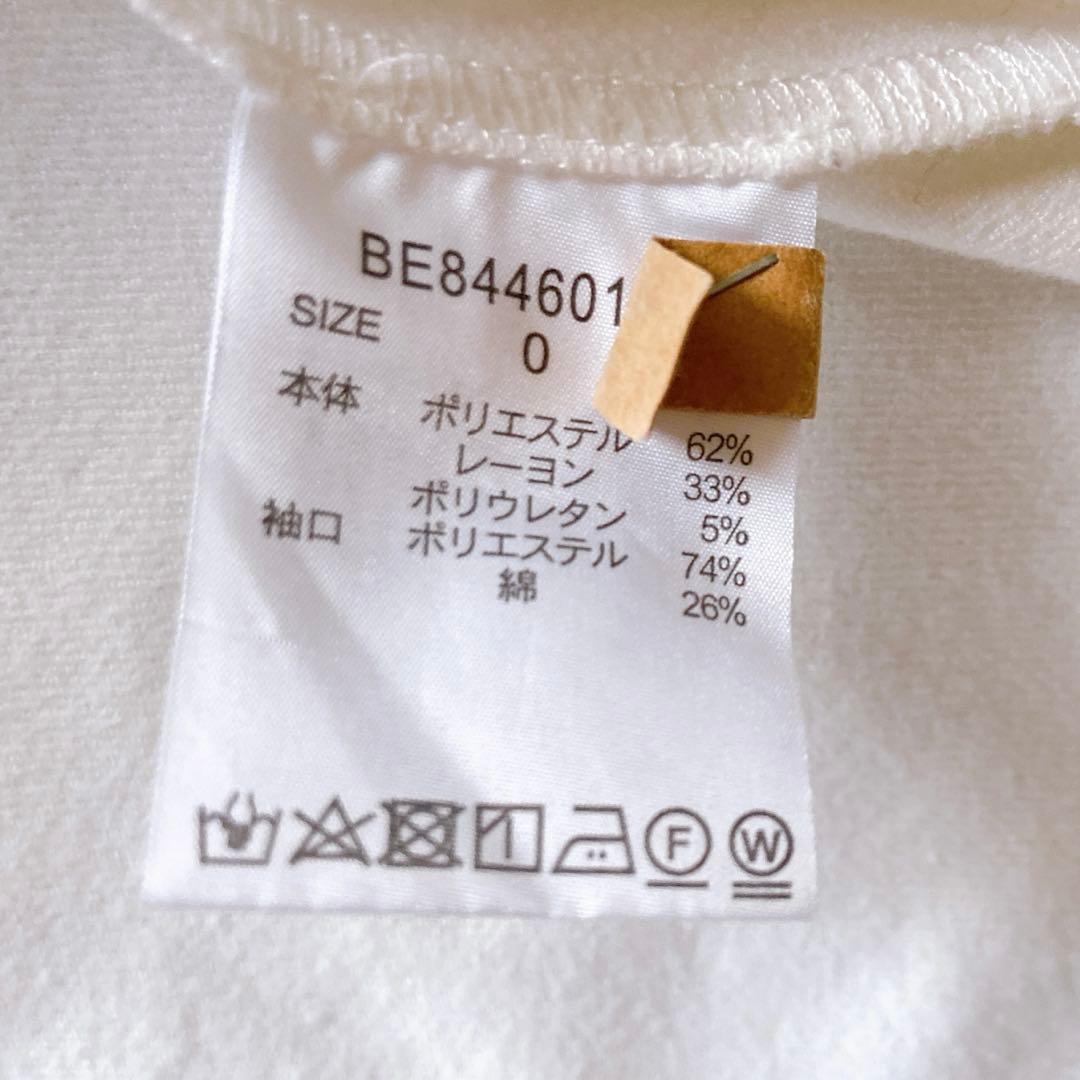 BE844601
SIZE 0
本体 ポリエステル 62%
レーヨン 33%
ポリウレタン 5%
袖口 ポリエステル 74%
綿 26%
F W